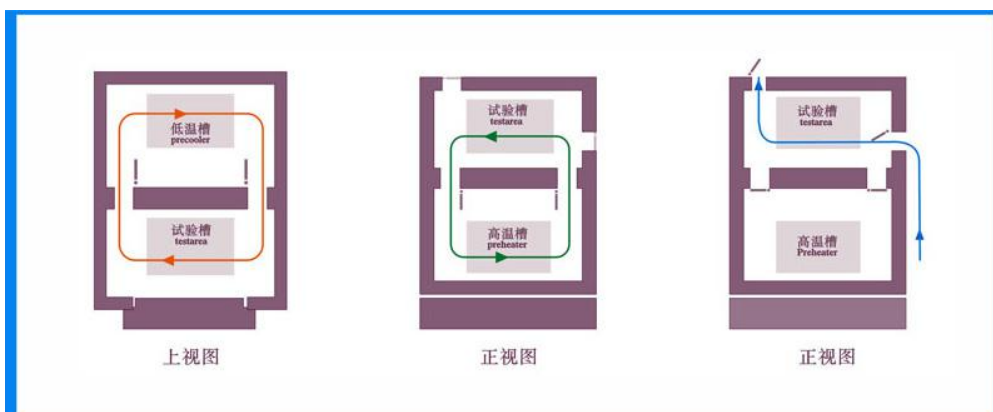 低温槽
precooler
试验槽
testarea
上视图
试验槽
testarea
高温槽
preheater
正视图
试验槽
testarea
高温槽
Preheater
正视图